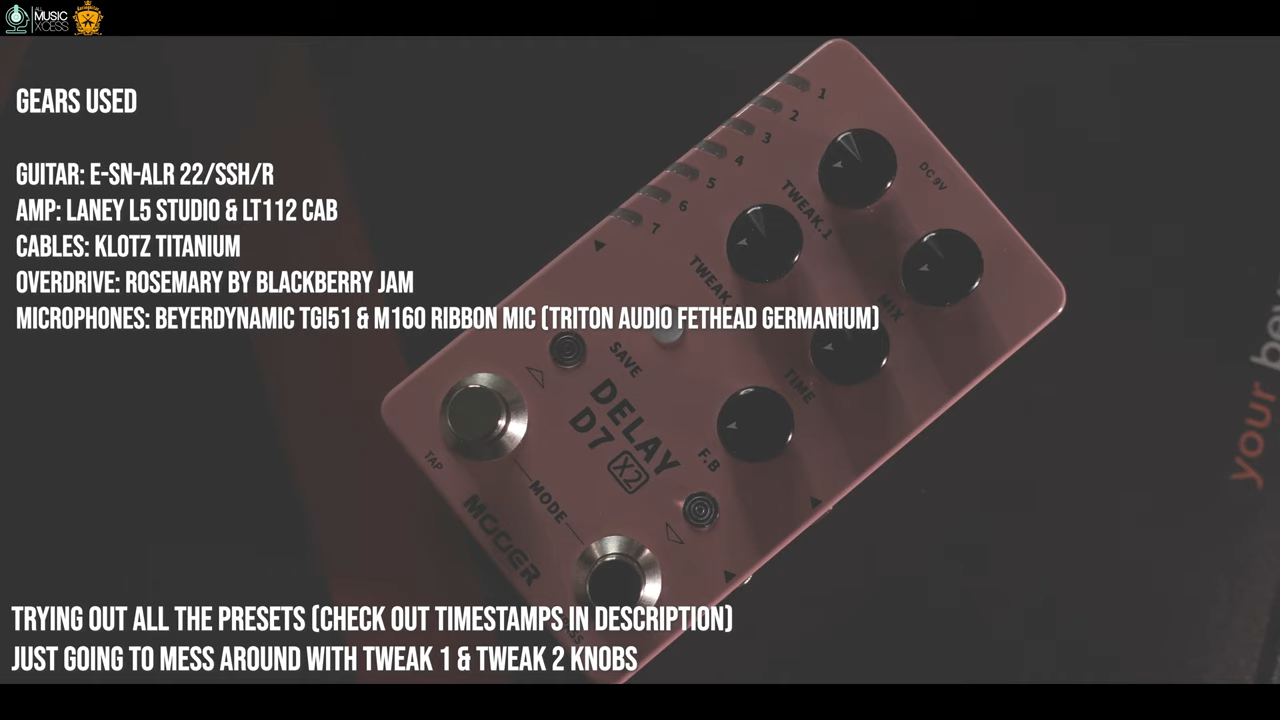 ALL
MUSIC
XCESS
GEARS USED
GUITAR: E-SN-ALR 22/SSH/R
AMP: LANEY L5 STUDIO & LT112 CAB
CABLES: KLOTZ TITANIUM
OVERDRIVE: ROSEMARY BY BLACKBERRY JAM
MICROPHONES: BEYERDYNAMIC TGI51 & M160 RIBBON MIC (TRITON AUDIO FETHEAD GERMANIUM)
1
2
3
4
5
6
7
DC 9V
TWEAK.1
TWEAK
MIX
TIME
F.B
SAVE
DELAY
D7 X2
TAP
MODE
MOOER
your
TRYING OUT ALL THE PRESETS (CHECK OUT TIMESTAMPS IN DESCRIPTION)
JUST GOING TO MESS AROUND WITH TWEAK 1 & TWEAK 2 KNOBS